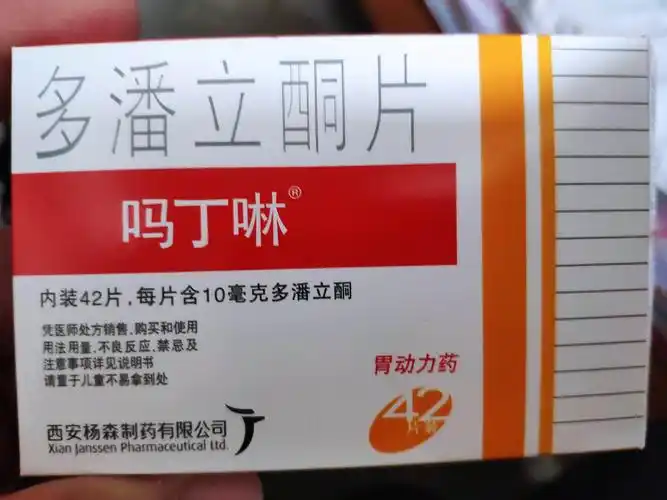 多潘立酮片
吗丁啉®
内装42片，每片含10毫克多潘立酮
凭医师处方销售、购买和使用
用法用量、不良反应、禁忌及
注意事项详见说明书
请置于儿童不易拿到处
胃动力药
42
片装
西安杨森制药有限公司
Xian Janssen Pharmaceutical Ltd.